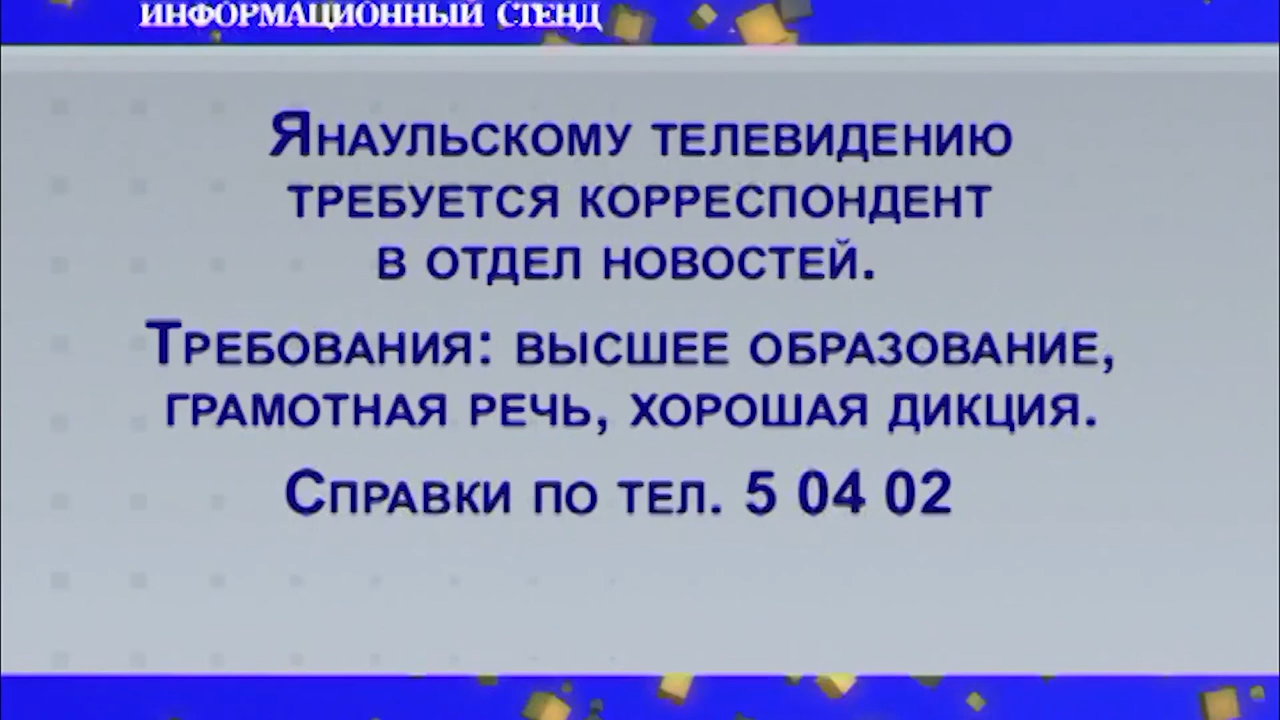 ИНФОРМАЦИОННЫЙ СТЕНД
Янаульскому телевидению
требуется корреспондент
в отдел новостей.
Требования: высшее образование,
грамотная речь, хорошая дикция.
Справки по тел. 5 04 02